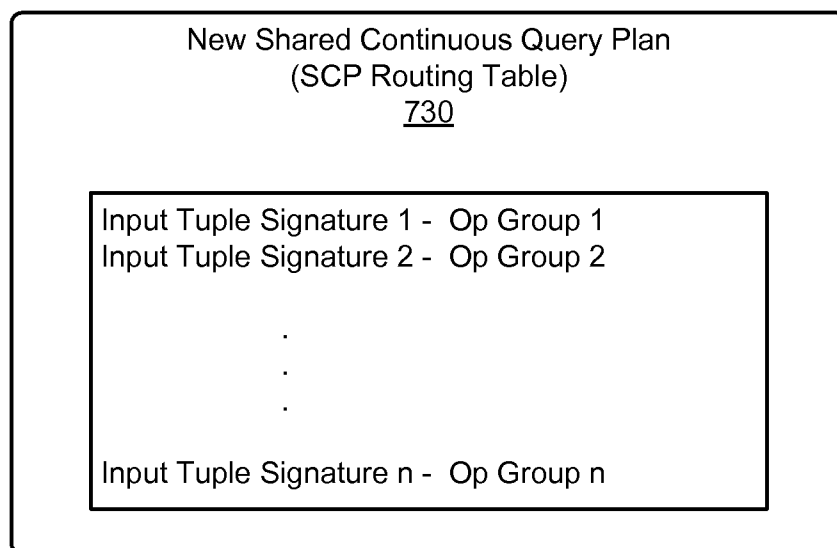 New Shared Continuous Query Plan
(SCP Routing Table)
730
Input Tuple Signature 1 - Op Group 1
Input Tuple Signature 2 - Op Group 2
.
.
.
Input Tuple Signature n - Op Group n